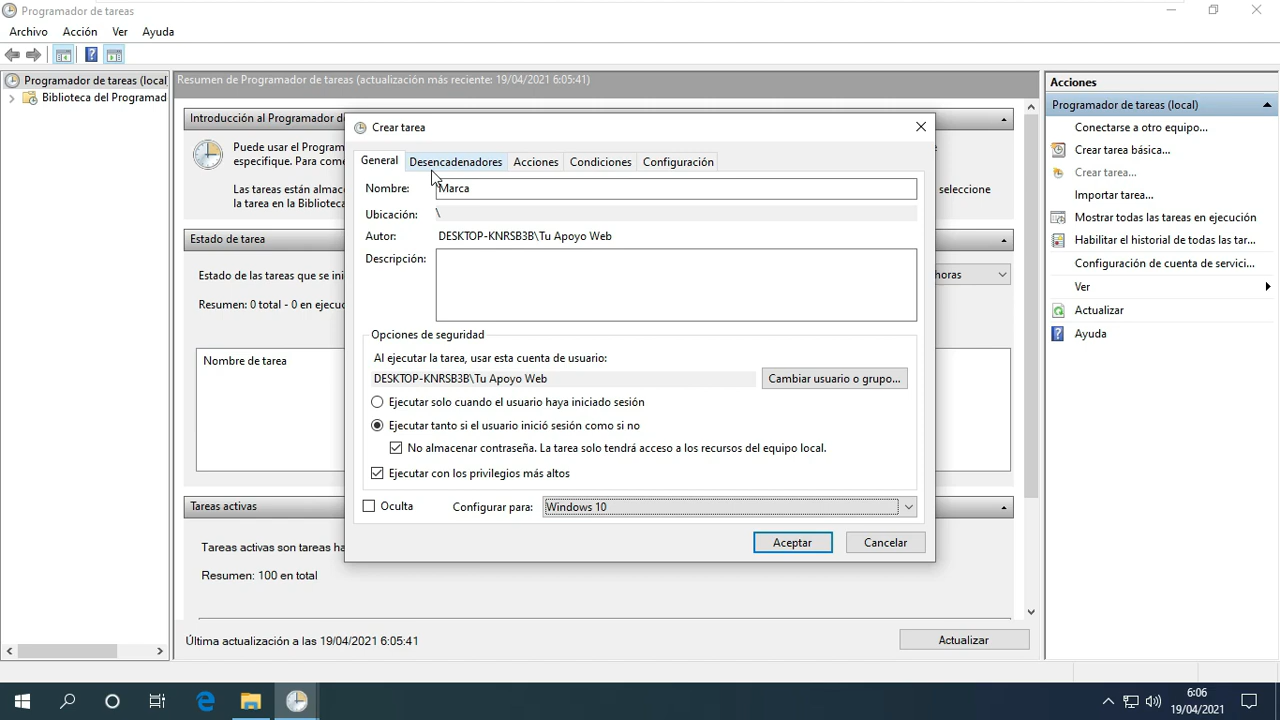 Programador de tareas
Archivo Acción Ver Ayuda
Programador de tareas (local
Biblioteca del Programad
Resumen de Programador de tareas (actualización más reciente: 19/04/2021 6:05:41)
Introducción al Programador d
Puede usar el Progr
especifique. Para come
Las tareas están almac
la tarea en la Bibliotec
seleccione
Estado de tarea
Estado de las tareas que se ini
horas
Resumen: 0 total - 0 en ejecuc
Nombre de tarea
Tareas activas
Tareas activas son tareas ha
Resumen: 100 en total
Última actualización a las 19/04/2021 6:05:41
Actualizar
Crear tarea
General Desencadenadores Acciones Condiciones Configuración
Nombre: Marca
Ubicación: \
Autor: DESKTOP-KNRSB3B\Tu Apoyo Web
Descripción:
Opciones de seguridad
Al ejecutar la tarea, usar esta cuenta de usuario:
DESKTOP-KNRSB3B\Tu Apoyo Web
Cambiar usuario o grupo...
Ejecutar solo cuando el usuario haya iniciado sesión
Ejecutar tanto si el usuario inició sesión como si no
No almacenar contraseña. La tarea solo tendrá acceso a los recursos del equipo local.
Ejecutar con los privilegios más altos
Oculta
Configurar para: Windows 10
Aceptar Cancelar
Acciones
Programador de tareas (local)
Conectarse a otro equipo...
Crear tarea básica...
Crear tarea...
Importar tarea...
Mostrar todas las tareas en ejecución
Habilitar el historial de todas las tar...
Configuración de cuenta de servici...
Ver
Actualizar
Ayuda
6:06
19/04/2021